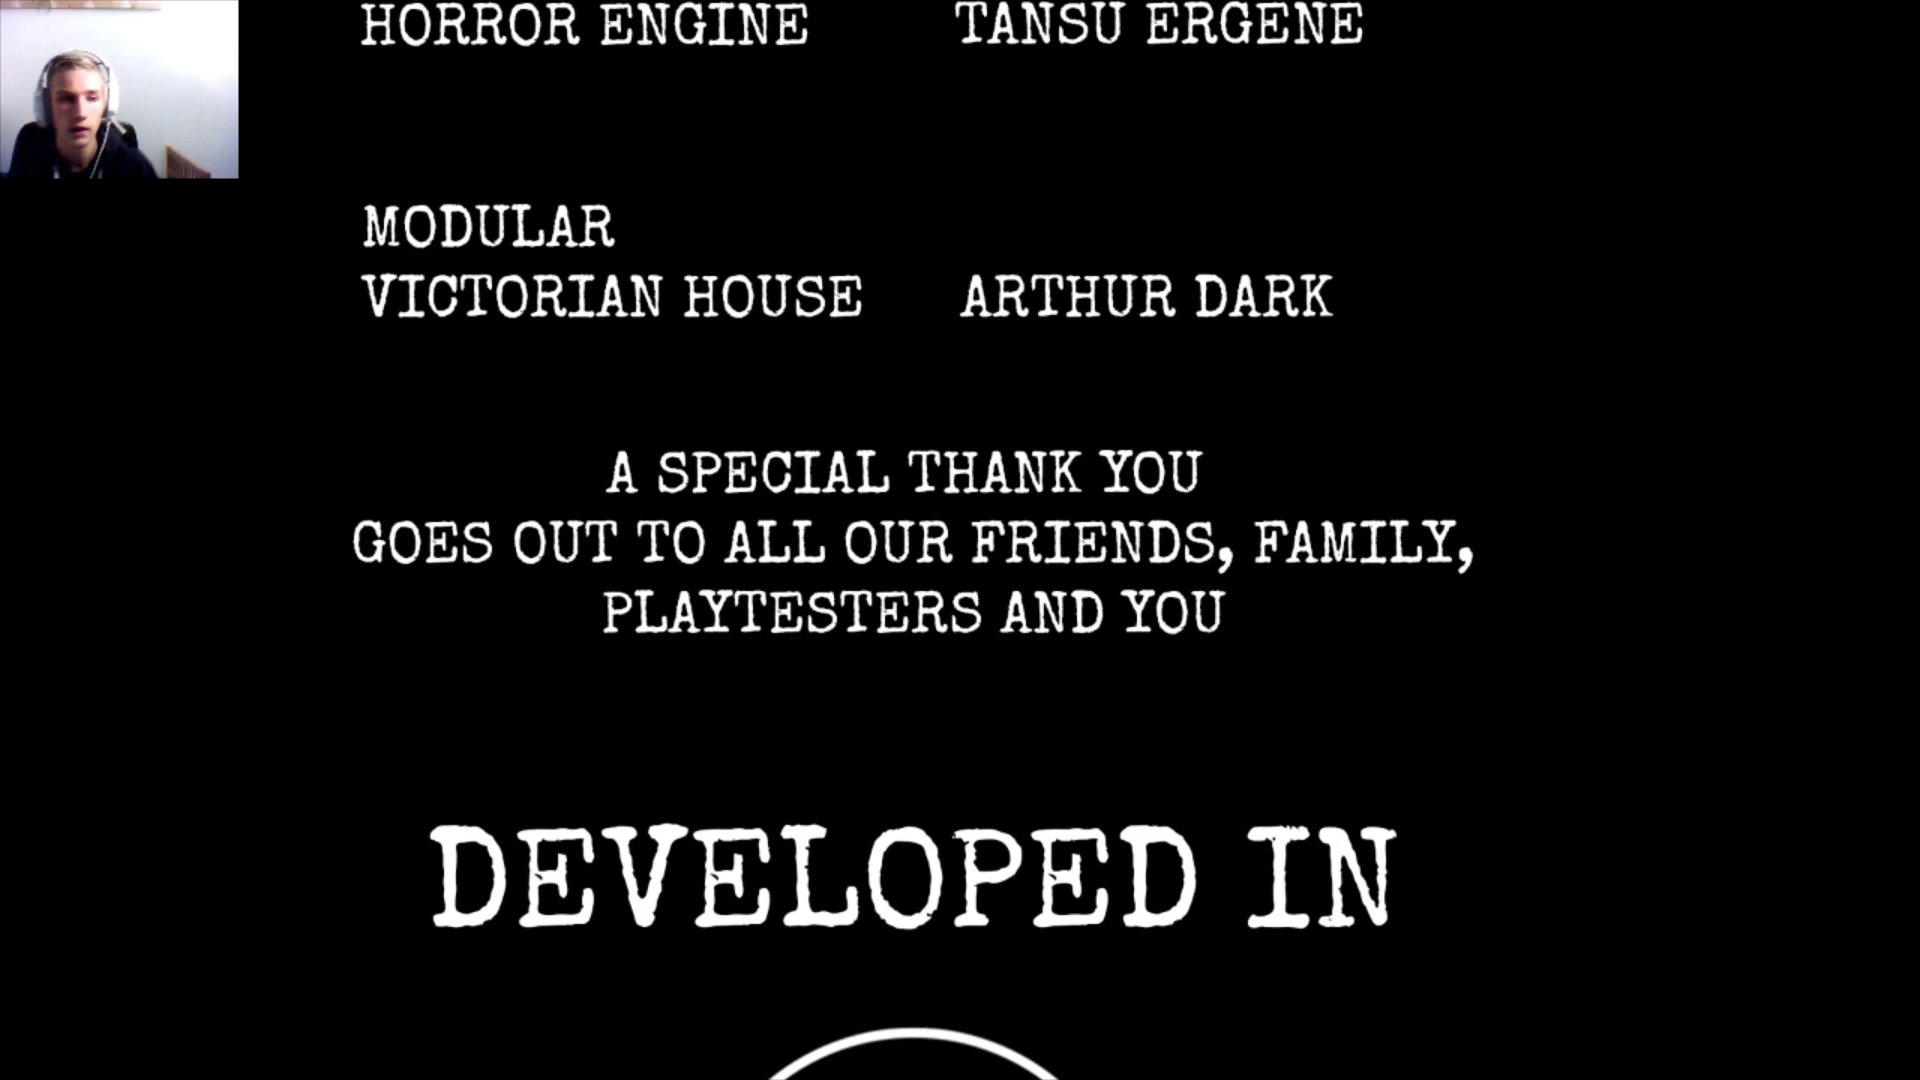 HORROR ENGINE TANSU ERGENE
MODULAR
VICTORIAN HOUSE ARTHUR DARK
A SPECIAL THANK YOU
GOES OUT TO ALL OUR FRIENDS, FAMILY,
PLAYTESTERS AND YOU
DEVELOPED IN